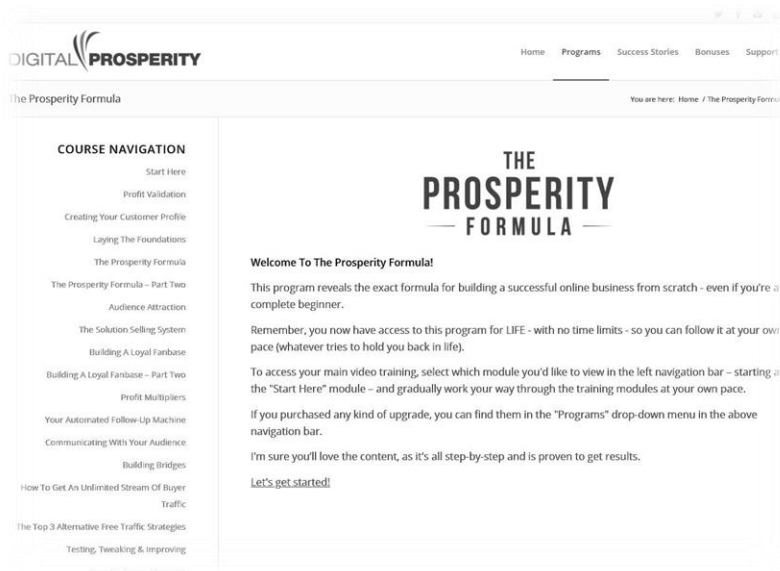 DIGITAL PROSPERITY
Home Programs Success Stories Bonuses Support
The Prosperity Formula
You are here: Home / The Prosperity
COURSE NAVIGATION
Start Here
Profit Validation
Creating Your Customer Profile
Laying The Foundations
The Prosperity Formula
The Prosperity Formula – Part Two
Audience Attraction
The Solution Selling System
Building A Loyal Fanbase
Building A Loyal Fanbase – Part Two
Profit Multipliers
Your Automated Follow-Up Machine
Communicating With Your Audience
Building Bridges
How To Get An Unlimited Stream Of Buyer
Traffic
The Top 3 Alternative Free Traffic Strategies
Testing, Tweaking & Improving
THE
PROSPERITY
FORMULA
Welcome To The Prosperity Formula!
This program reveals the exact formula for building a successful online business from scratch - even if you're a
complete beginner.
Remember, you now have access to this program for LIFE - with no time limits - so you can follow it at your own
pace (whatever tries to hold you back in life).
To access your main video training, select which module you'd like to view in the left navigation bar – starting
the "Start Here" module – and gradually work your way through the training modules at your own pace.
If you purchased any kind of upgrade, you can find them in the "Programs" drop-down menu in the above
navigation bar.
I'm sure you'll love the content, as it's all step-by-step and is proven to get results.
Let's get started!